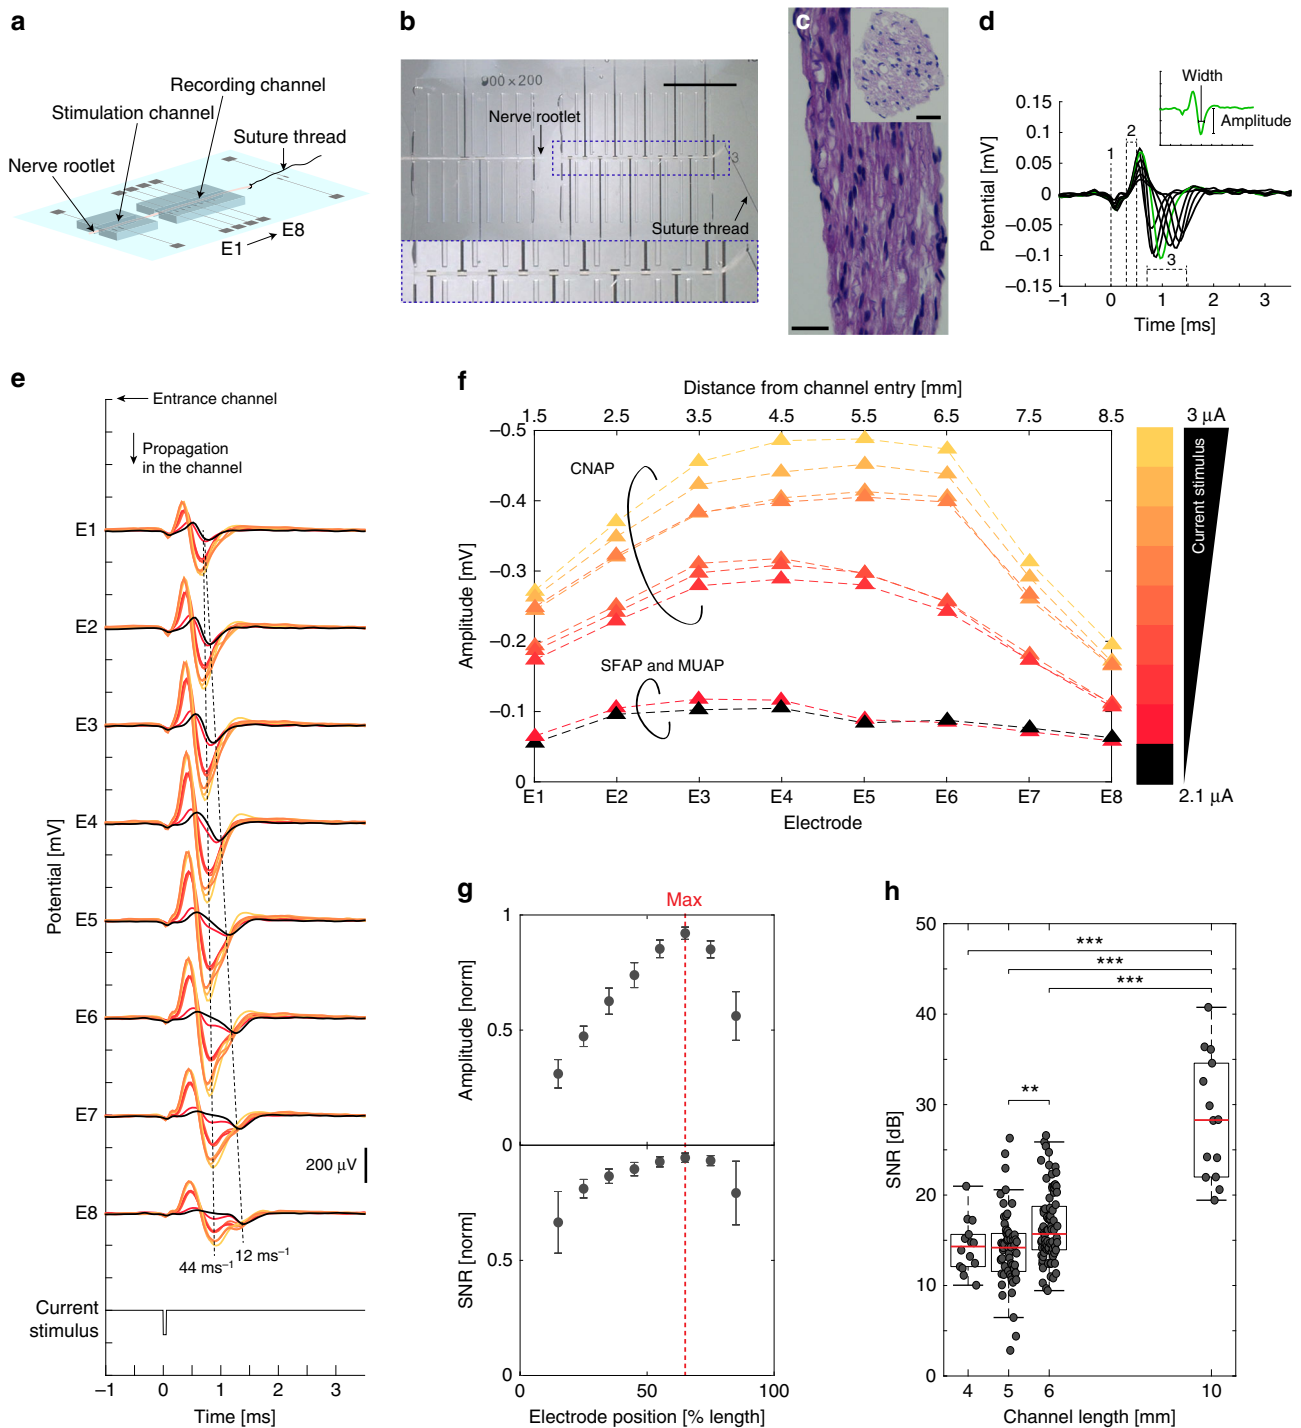 a
Recording channel
Stimulation channel
Suture thread
Nerve rootlet
E1
E8
b
900 × 200
Nerve rootlet
3
Suture thread
c
d
Width
Amplitude
Potential [mV]
0.15
0.1
0.05
0
−0.05
−0.1
−0.15
1
2
3
−1
0
1
2
3
Time [ms]
e
Entrance channel
Propagation
in the channel
Potential [mV]
E1
E2
E3
E4
E5
E6
E7
E8
200 µV
44 ms⁻¹
12 ms⁻¹
Current
stimulus
−1
0
1
2
3
Time [ms]
f
Distance from channel entry [mm]
1.5
2.5
3.5
4.5
5.5
6.5
7.5
8.5
Amplitude [mV]
−0.5
−0.4
−0.3
−0.2
−0.1
0
CNAP
SFAP and MUAP
E1
E2
E3
E4
E5
E6
E7
E8
Electrode
3 µA
Current stimulus
2.1 µA
g
Max
Amplitude [norm]
1
0.5
0
SNR [norm]
0.5
0
0
50
100
Electrode position [% length]
h
SNR [dB]
50
40
30
20
10
0
***
***
***
**
4
5
6
10
Channel length [mm]